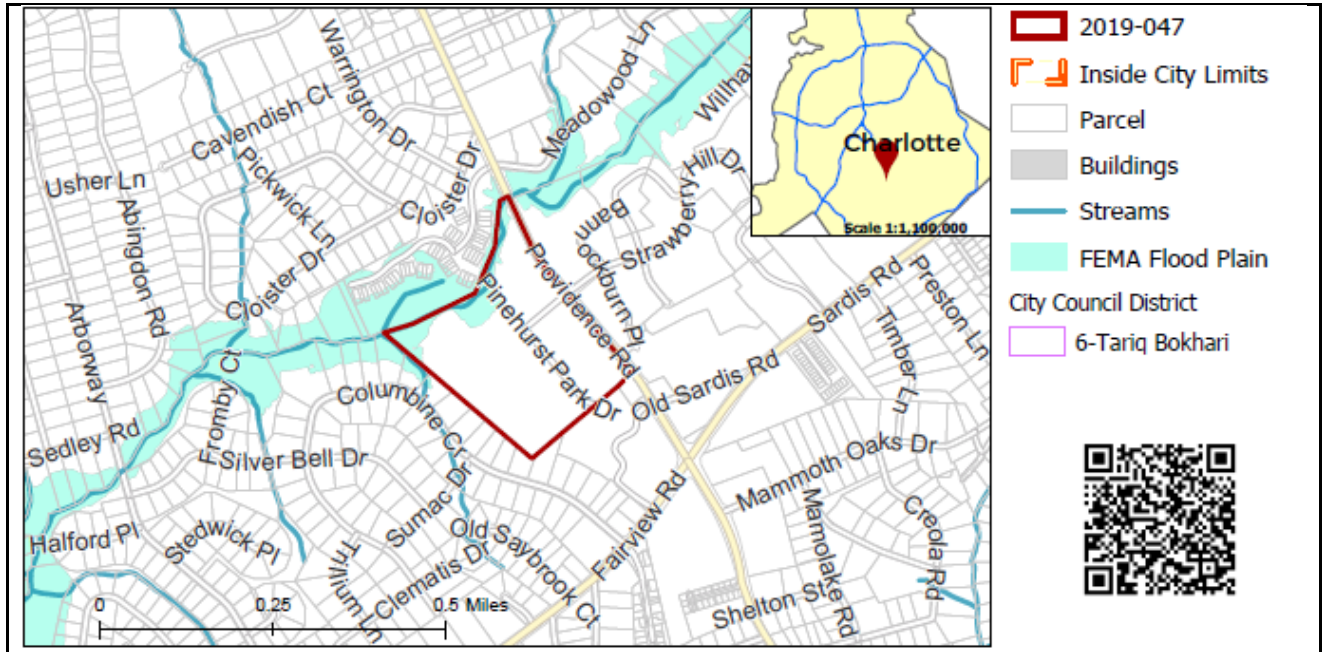 Warrington Dr
Meadowood Ln
Willhav
Cavendish Ct
Usher Ln
Pickwick Ln
Abingdon Rd
Cloister Dr
Cloister Dr
Arborway
Bann
ockburn Pl
Strawberry Hill Dr
Providence Rd
Pinehurst Park Dr
Sardis Rd
Preston Ln
Timber Ln
Old Sardis Rd
Columbine Cr
Fromby Ct
Sedley Rd
Silver Bell Dr
Sumac Dr
Mammoth Oaks Dr
Mamolake Rd
Creola Rd
Halford Pl
Stedwick Pl
Trillium Ln
Clematis Dr
Old Saybrook Ct
Fairview Rd
Shelton St
0 0.25 0.5 Miles
Charlotte
Scale 1:1,100,000
2019-047
Inside City Limits
Parcel
Buildings
Streams
FEMA Flood Plain
City Council District
6-Tariq Bokhari